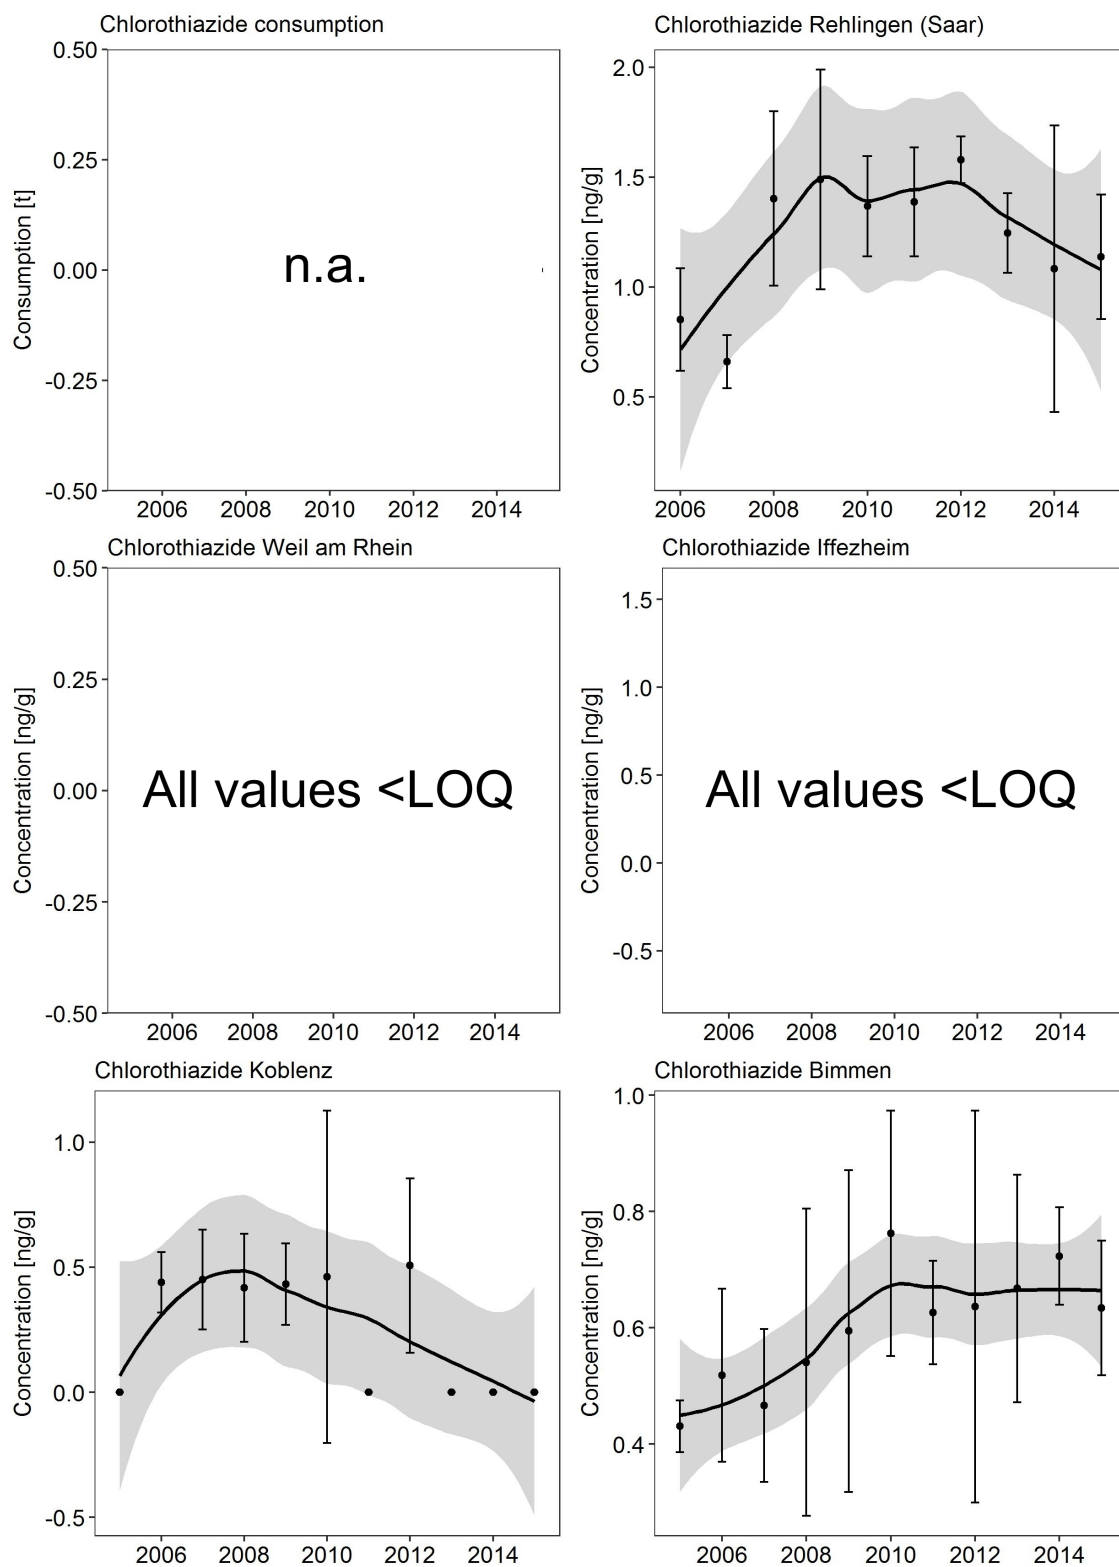 Chlorothiazide consumption
Consumption [t]
0.50
0.25
0.00
-0.25
-0.50
n.a.
2006 2008 2010 2012 2014
Chlorothiazide Rehlingen (Saar)
Concentration [ng/g]
2.0
1.5
1.0
0.5
2006 2008 2010 2012 2014
Chlorothiazide Weil am Rhein
Concentration [ng/g]
0.50
0.25
0.00
-0.25
-0.50
All values <LOQ
2006 2008 2010 2012 2014
Chlorothiazide Iffezheim
Concentration [ng/g]
1.5
1.0
0.5
0.0
-0.5
All values <LOQ
2006 2008 2010 2012 2014
Chlorothiazide Koblenz
Concentration [ng/g]
1.0
0.5
0.0
-0.5
2006 2008 2010 2012 2014
Chlorothiazide Bimmen
Concentration [ng/g]
1.0
0.8
0.6
0.4
2006 2008 2010 2012 2014